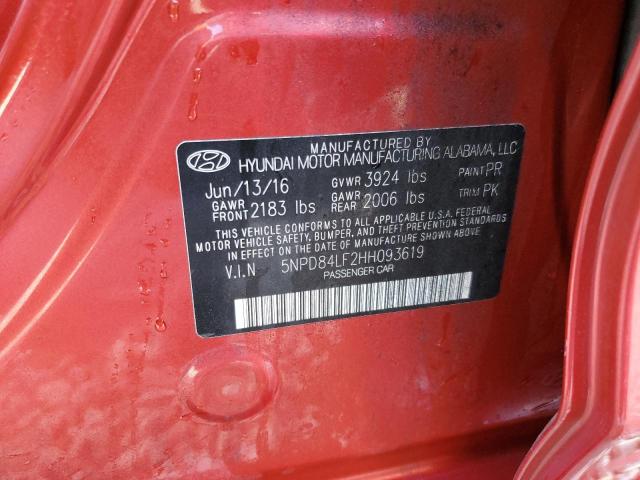 MANUFACTURED BY
HYUNDAI MOTOR MANUFACTURING ALABAMA, LLC
Jun/13/16 GVWR 3924 lbs PAINT PR
GAWR FRONT 2183 lbs GAWR REAR 2006 lbs TRIM PK
THIS VEHICLE CONFORMS TO ALL APPLICABLE U.S.A. FEDERAL
MOTOR VEHICLE SAFETY, BUMPER, AND THEFT PREVENTION STANDARDS
IN EFFECT ON THE DATE OF MANUFACTURE SHOWN ABOVE.
V.I.N 5NPD84LF2HH093619
PASSENGER CAR